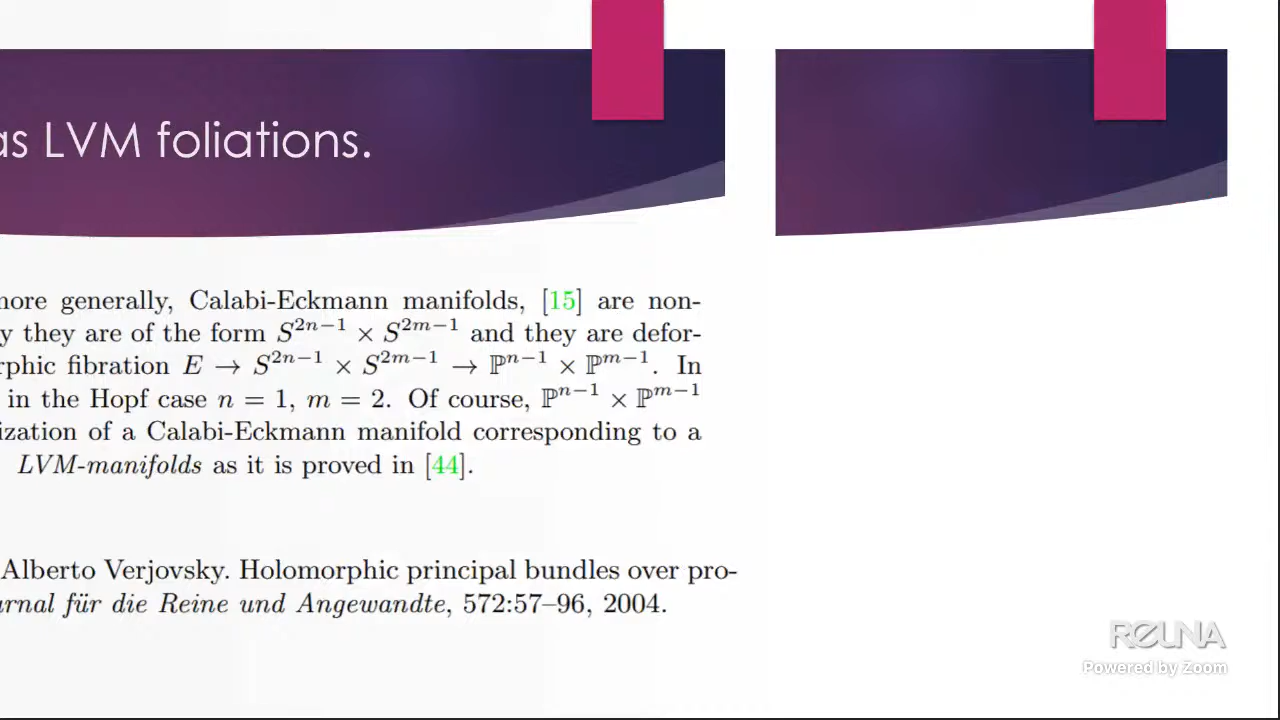 as LVM foliations.
more generally, Calabi-Eckmann manifolds, [15] are non-
y they are of the form S^{2n−1} × S^{2m−1} and they are defor-
rphic fibration E → S^{2n−1} × S^{2m−1} → ℙ^{n−1} × ℙ^{m−1}. In
in the Hopf case n = 1, m = 2. Of course, ℙ^{n−1} × ℙ^{m−1}
ization of a Calabi-Eckmann manifold corresponding to a
LVM-manifolds as it is proved in [44].
Alberto Verjovsky. Holomorphic principal bundles over pro-
urnal für die Reine und Angewandte, 572:57–96, 2004.
REUNA
Powered by Zoom